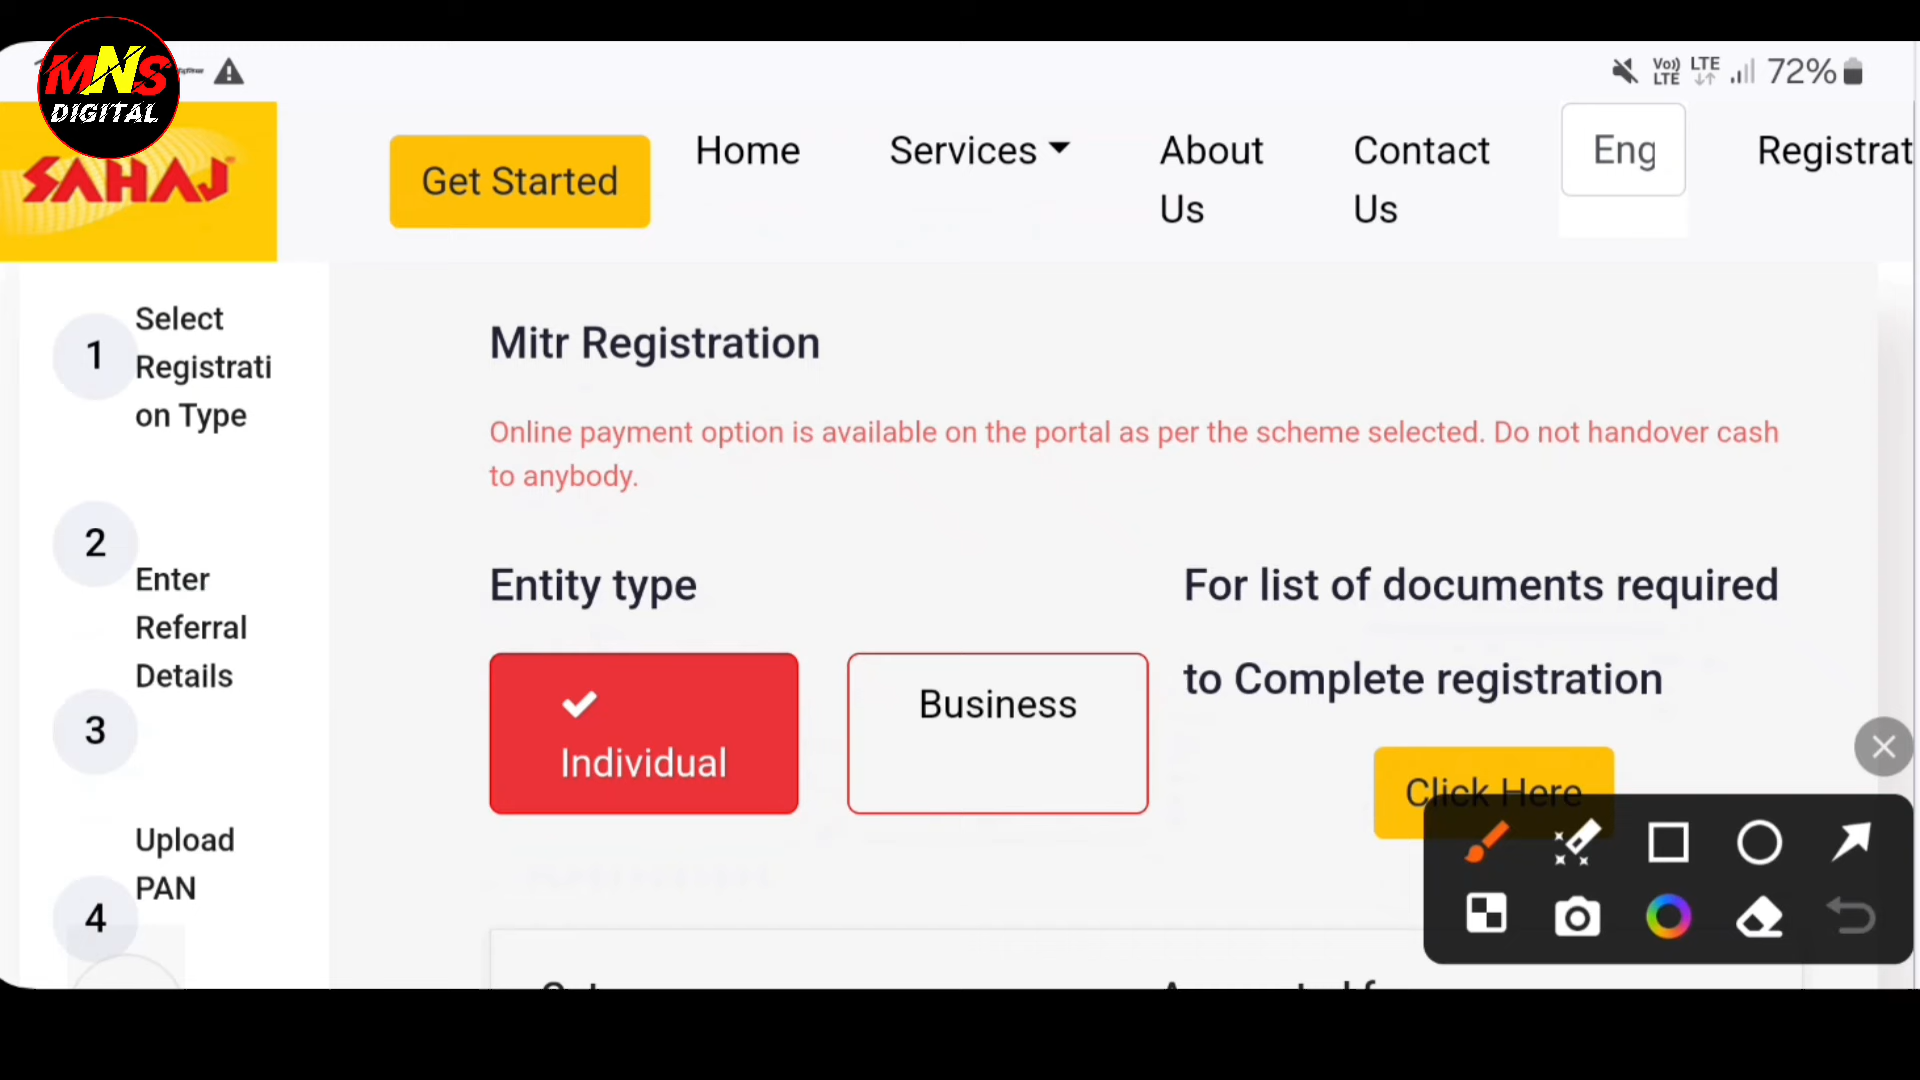 MNS
DIGITAL
Vo))
LTE
LTE
72%
SAHAJ
Get Started
Home
Services
About
Us
Contact
Us
Eng
Registrat
1
Select
Registrati
on Type
2
Enter
Referral
Details
3
Upload
PAN
4
Mitr Registration
Online payment option is available on the portal as per the scheme selected. Do not handover cash
to anybody.
Entity type
Individual
Business
For list of documents required
to Complete registration
Click Here